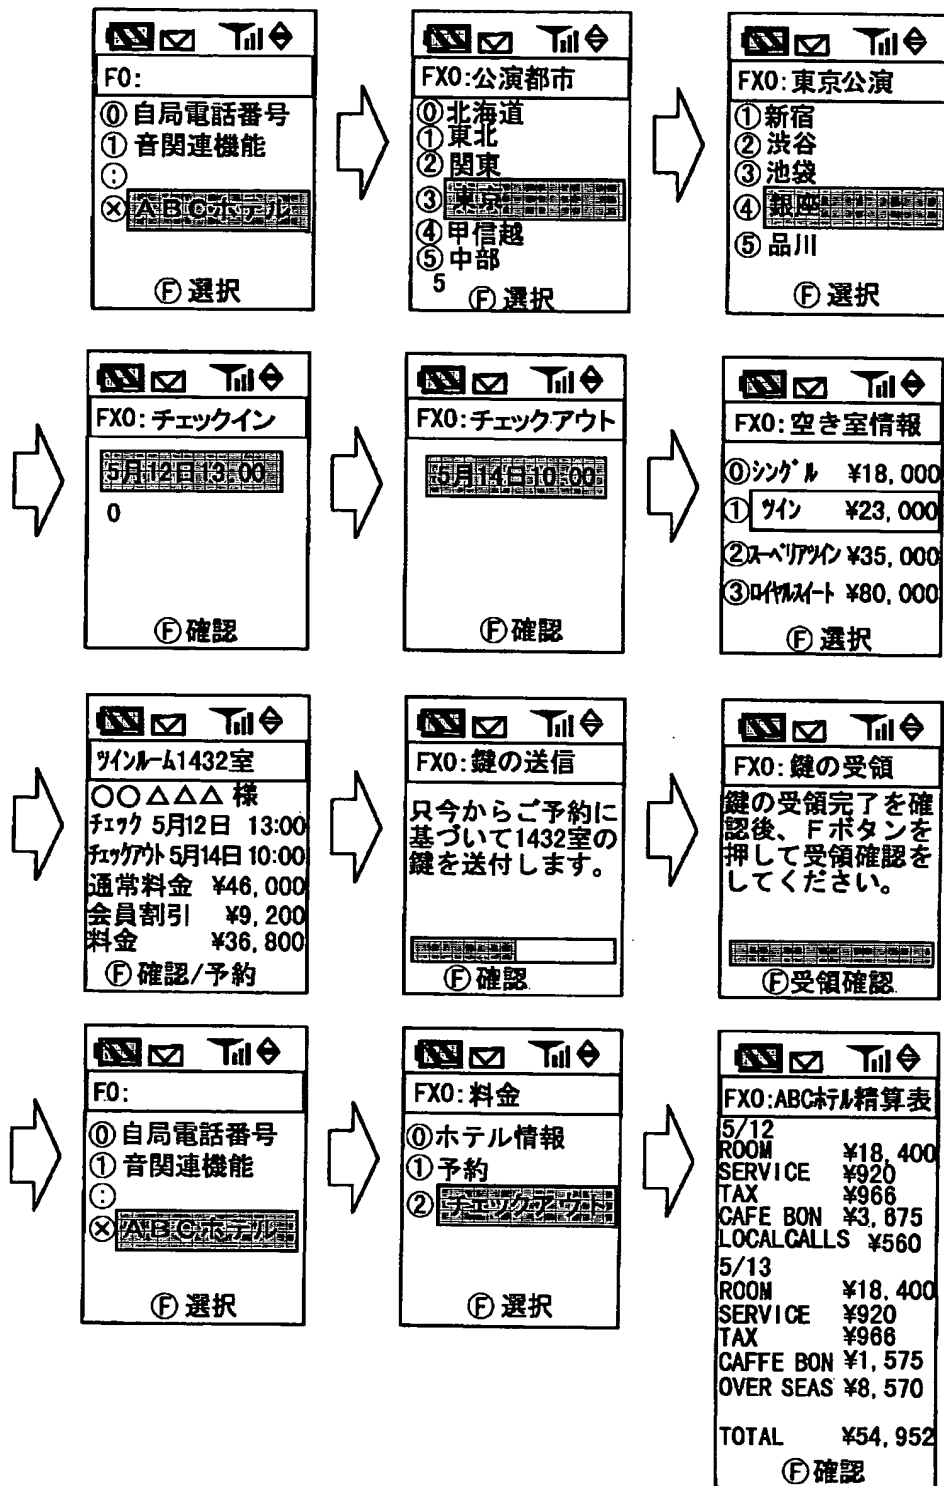 F0:
⓪自局電話番号
①音関連機能
:
ⓧABCホテル
Ⓕ選択
FX0:公演都市
⓪北海道
①東北
②関東
③東京
④甲信越
⑤中部
5
Ⓕ選択
FX0:東京公演
①新宿
②渋谷
③池袋
④銀座
⑤品川
Ⓕ選択
FX0:チェックイン
5月12日13:00
0
Ⓕ確認
FX0:チェックアウト
5月14日10:00
Ⓕ確認
FX0:空き室情報
⓪シングル ¥18,000
①ツイン ¥23,000
②スーペリアツイン ¥35,000
③ロイヤルスイート ¥80,000
Ⓕ選択
ツインルーム1432室
○○△△△様
チェック 5月12日 13:00
チェックアウト 5月14日 10:00
通常料金 ¥46,000
会員割引 ¥9,200
料金 ¥36,800
Ⓕ確認/予約
FX0:鍵の送信
只今からご予約に
基づいて1432室の
鍵を送付します。
Ⓕ確認
FX0:鍵の受領
鍵の受領完了を確
認後、Fボタンを
押して受領確認を
してください。
Ⓕ受領確認
F0:
⓪自局電話番号
①音関連機能
:
ⓧABCホテル
Ⓕ選択
FX0:料金
⓪ホテル情報
①予約
②チェックアウト
Ⓕ選択
FX0:ABCホテル精算表
5/12
ROOM ¥18,400
SERVICE ¥920
TAX ¥966
CAFE BON ¥3,675
LOCALCALLS ¥560
5/13
ROOM ¥18,400
SERVICE ¥920
TAX ¥966
CAFFE BON ¥1,575
OVER SEAS ¥8,570
TOTAL ¥54,952
Ⓕ確認